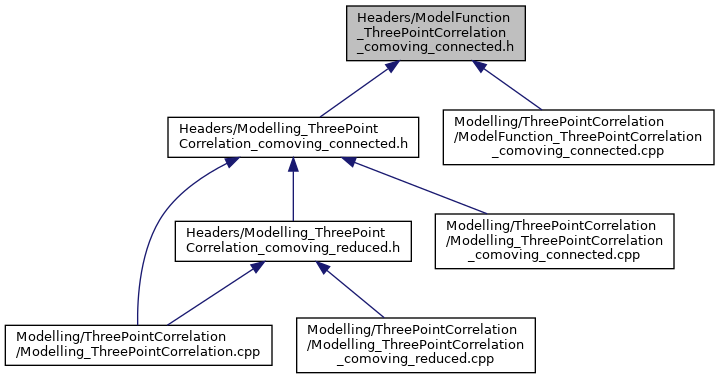 Headers/ModelFunction
_ThreePointCorrelation
_comoving_connected.h
Headers/Modelling_ThreePoint
Correlation_comoving_connected.h
Modelling/ThreePointCorrelation
/ModelFunction_ThreePointCorrelation
_comoving_connected.cpp
Headers/Modelling_ThreePoint
Correlation_comoving_reduced.h
Modelling/ThreePointCorrelation
/Modelling_ThreePointCorrelation
_comoving_connected.cpp
Modelling/ThreePointCorrelation
/Modelling_ThreePointCorrelation.cpp
Modelling/ThreePointCorrelation
/Modelling_ThreePointCorrelation
_comoving_reduced.cpp